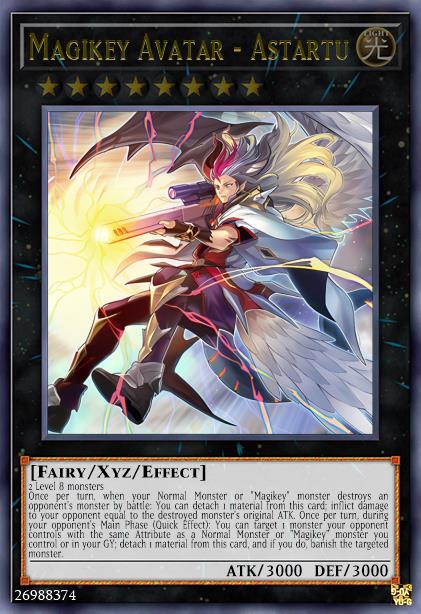 Magikey Avatar - Astartu
LIGHT
光
[Fairy/Xyz/Effect]
2 Level 8 monsters
Once per turn, when your Normal Monster or "Magikey" monster destroys an
opponent's monster by battle: You can detach 1 material from this card; inflict damage
to your opponent equal to the destroyed monster's original ATK. Once per turn, during
your opponent's Main Phase (Quick Effect): You can target 1 monster your opponent
controls with the same Attribute as a Normal Monster or "Magikey" monster you
control or in your GY; detach 1 material from this card, and if you do, banish the targeted
monster.
ATK/3000 DEF/3000
26988374